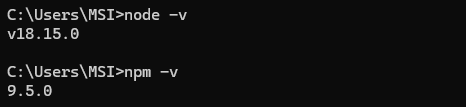 C:\Users\MSI>node -v
v18.15.0
C:\Users\MSI>npm -v
9.5.0